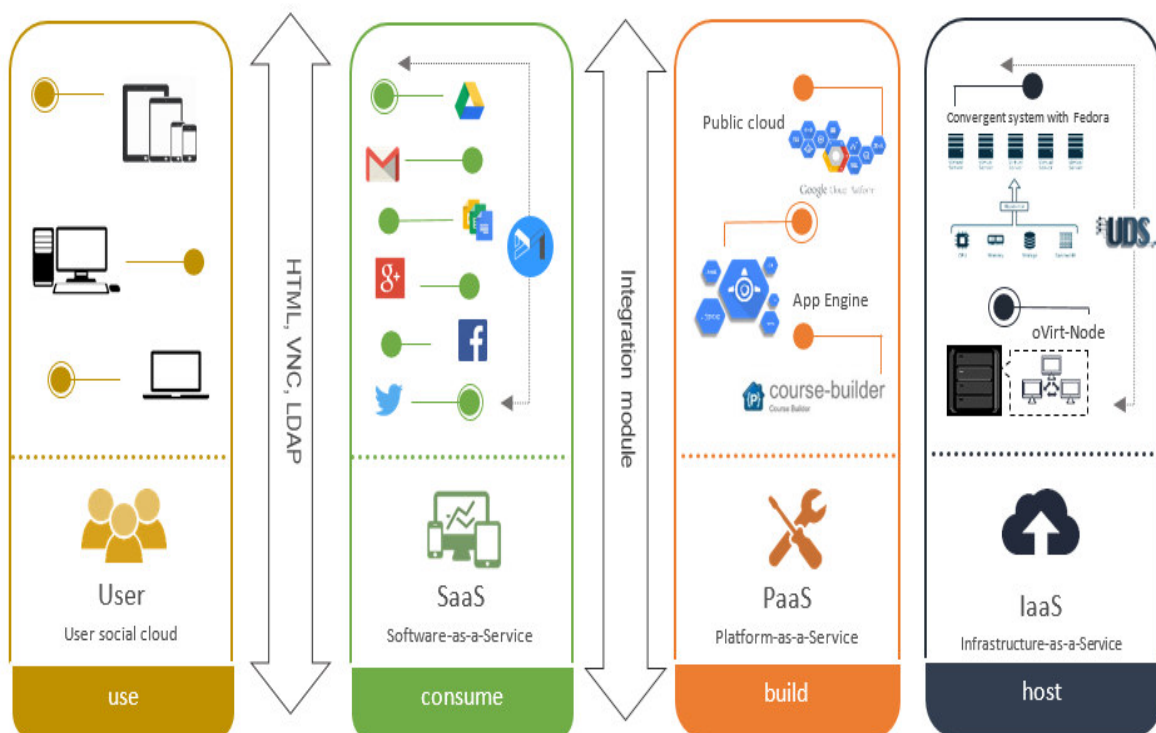 HTML, VNC, LDAP
Integration module
Public cloud
Google Cloud Platform
App Engine
course-builder
Course Builder
Convergent system with Fedora
UDS
oVirt-Node
User
User social cloud
use
SaaS
Software-as-a-Service
consume
PaaS
Platform-as-a-Service
build
IaaS
Infrastructure-as-a-Service
host